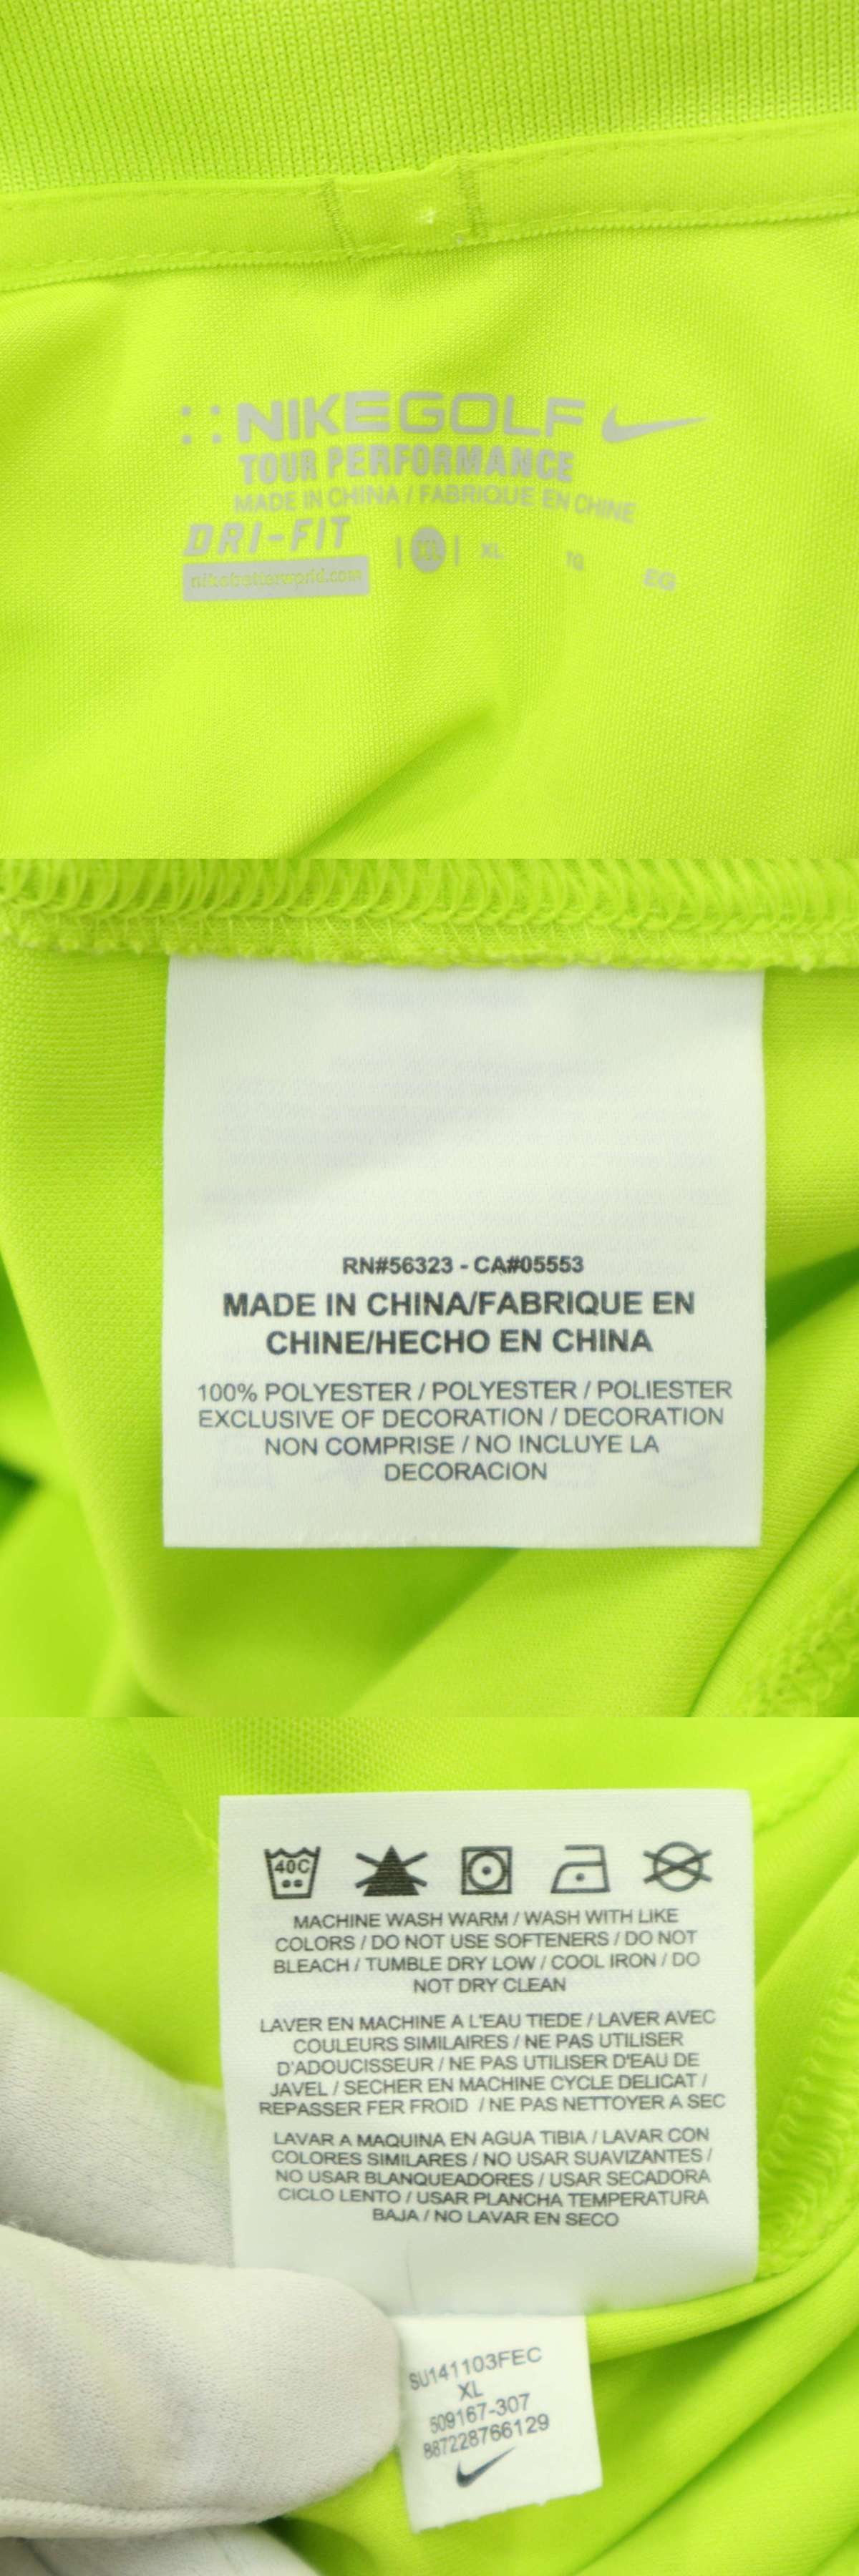 NIKEGOLF
TOUR PERFORMANCE
MADE IN CHINA / FABRIQUE EN CHINE
DRI-FIT
| XL | XL TG EG
nikebetterworld.com
RN#56323 - CA#05553
MADE IN CHINA/FABRIQUE EN
CHINE/HECHO EN CHINA
100% POLYESTER / POLYESTER / POLIESTER
EXCLUSIVE OF DECORATION / DECORATION
NON COMPRISE / NO INCLUYE LA
DECORACION
40C
MACHINE WASH WARM / WASH WITH LIKE
COLORS / DO NOT USE SOFTENERS / DO NOT
BLEACH / TUMBLE DRY LOW / COOL IRON / DO
NOT DRY CLEAN
LAVER EN MACHINE A L'EAU TIEDE / LAVER AVEC
COULEURS SIMILAIRES / NE PAS UTILISER
D'ADOUCISSEUR / NE PAS UTILISER D'EAU DE
JAVEL / SECHER EN MACHINE CYCLE DELICAT /
REPASSER FER FROID / NE PAS NETTOYER A SEC
LAVAR A MAQUINA EN AGUA TIBIA / LAVAR CON
COLORES SIMILARES / NO USAR SUAVIZANTES /
NO USAR BLANQUEADORES / USAR SECADORA
CICLO LENTO / USAR PLANCHA TEMPERATURA
BAJA / NO LAVAR EN SECO
SU141103FEC
XL
509167-307
887228766129